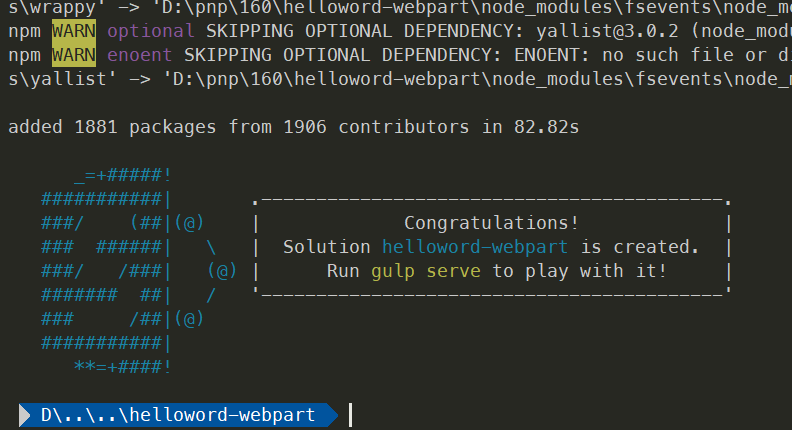 s\wrappy' -> 'D:\pnp\160\helloword-webpart\node_modules\fsevents\node_m
npm WARN optional SKIPPING OPTIONAL DEPENDENCY: yallist@3.0.2 (node_modu
npm WARN enoent SKIPPING OPTIONAL DEPENDENCY: ENOENT: no such file or di
s\yallist' -> 'D:\pnp\160\helloword-webpart\node_modules\fsevents\node_m
added 1881 packages from 1906 contributors in 82.82s
      _=+#####!
   ###########|       .------------------------------------------.
   ###/    (##|(@)    |             Congratulations!             |
   ###  ######|   \   |  Solution helloword-webpart is created.  |
   ###/   /###|   (@) |      Run gulp serve to play with it!     |
   #######  ##|   /   '------------------------------------------'
   ###     /##|(@)
   ###########|
      **=+####!
D\..\..\helloword-webpart